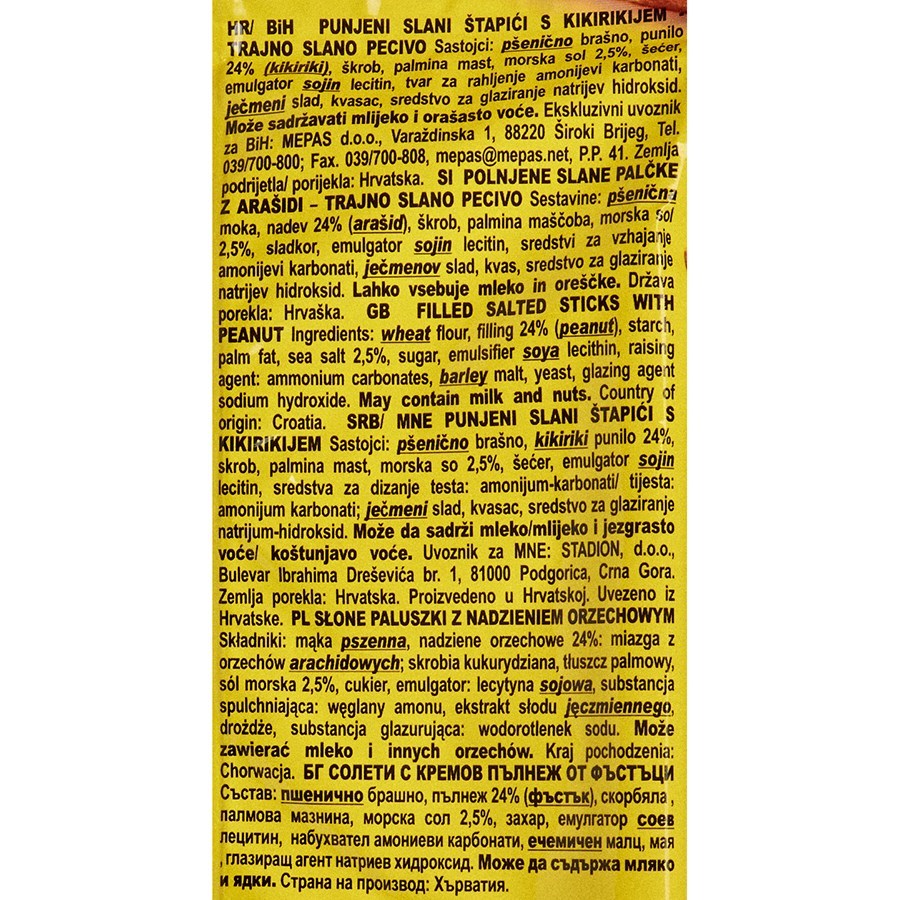 HR/ BiH PUNJENI SLANI ŠTAPIĆI S KIKIRIKIJEM –
TRAJNO SLANO PECIVO Sastojci: pšenično brašno, punilo
24% (kikiriki), škrob, palmina mast, morska sol 2,5%, šećer,
emulgator sojin lecitin, tvar za rahljenje amonijevi karbonati,
ječmeni slad, kvasac, sredstvo za glaziranje natrijev hidroksid.
Može sadržavati mlijeko i orašasto voće. Ekskluzivni uvoznik
za BiH: MEPAS d.o.o., Varaždinska 1, 88220 Široki Brijeg, Tel.
039/700-800; Fax. 039/700-808, mepas@mepas.net, P.P. 41. Zemlja
podrijetla/ porijekla: Hrvatska. SI POLNJENE SLANE PALČKE
Z ARAŠIDI – TRAJNO SLANO PECIVO Sestavine: pšenična
moka, nadev 24% (arašid), škrob, palmina maščoba, morska sol
2,5%, sladkor, emulgator sojin lecitin, sredstvi za vzhajanje
amonijevi karbonati, ječmenov slad, kvas, sredstvo za glaziranje
natrijev hidroksid. Lahko vsebuje mleko in oreščke. Država
porekla: Hrvaška. GB FILLED SALTED STICKS WITH
PEANUT Ingredients: wheat flour, filling 24% (peanut), starch,
palm fat, sea salt 2,5%, sugar, emulsifier soya lecithin, raising
agent: ammonium carbonates, barley malt, yeast, glazing agent
sodium hydroxide. May contain milk and nuts. Country of
origin: Croatia. SRB/ MNE PUNJENI SLANI ŠTAPIĆI S
KIKIRIKIJEM Sastojci: pšenično brašno, kikiriki punilo 24%,
skrob, palmina mast, morska so 2,5%, šećer, emulgator sojin
lecitin, sredstva za dizanje testa: amonijum-karbonati/ tijesta:
amonijum karbonati; ječmeni slad, kvasac, sredstvo za glaziranje
natrijum-hidroksid. Može da sadrži mleko/mlijeko i jezgrasto
voće/ koštunjavo voće. Uvoznik za MNE: STADION, d.o.o.,
Bulevar Ibrahima Dreševića br. 1, 81000 Podgorica, Crna Gora.
Zemlja porekla: Hrvatska. Proizvedeno u Hrvatskoj. Uvezeno iz
Hrvatske. PL SŁONE PALUSZKI Z NADZIENIEM ORZECHOWYM
Składniki: mąka pszenna, nadziene orzechowe 24%: miazga z
orzechów arachidowych; skrobia kukurydziana, tłuszcz palmowy,
sól morska 2,5%, cukier, emulgator: lecytyna sojowa, substancja
spulchniająca: węglany amonu, ekstrakt słodu jęczmiennego,
drożdże, substancja glazurująca: wodorotlenek sodu. Może
zawierać mleko i innych orzechów. Kraj pochodzenia:
Chorwacja. БГ СОЛЕТИ С КРЕМОВ ПЪЛНЕЖ ОТ ФЪСТЪЦИ
Състав: пшенично брашно, пълнеж 24% (фъстък), скорбяла ,
палмова мазнина, морска сол 2,5%, захар, емулгатор соев
лецитин, набухвател амониеви карбонати, ечемичен малц, мая
, глазиращ агент натриев хидроксид. Може да съдържа мляко
и ядки. Страна на произход: Хърватия.